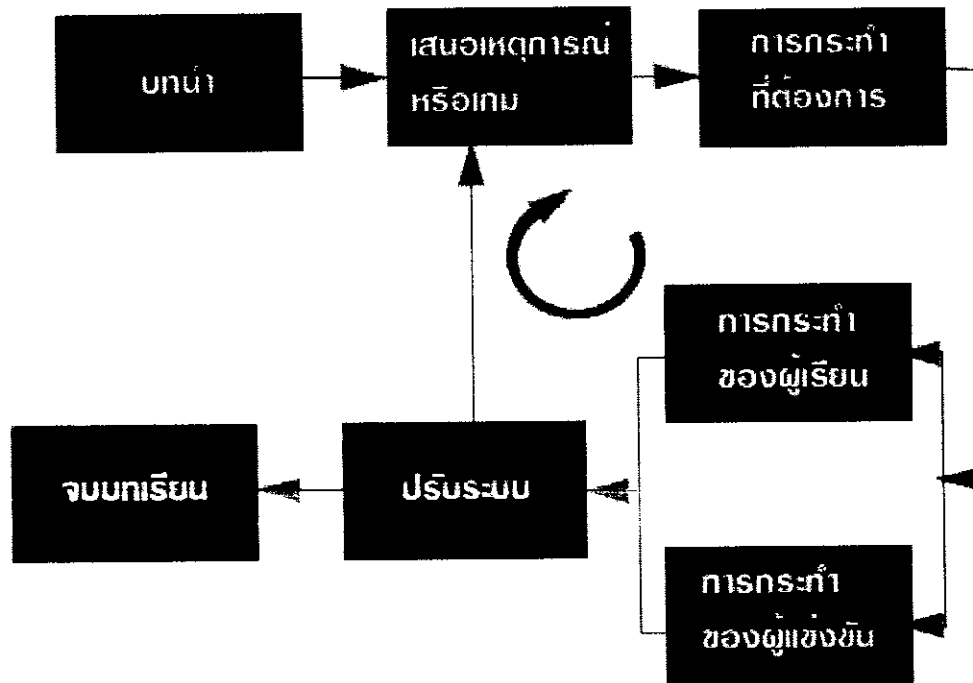 บทนำ
เสนอเหตุการณ์
หรือเกม
การกระทำ
ที่ต้องการ
การกระทำ
ของผู้เรียน
จบบทเรียน
ปรับระบบ
การกระทำ
ของผู้แข่งขัน